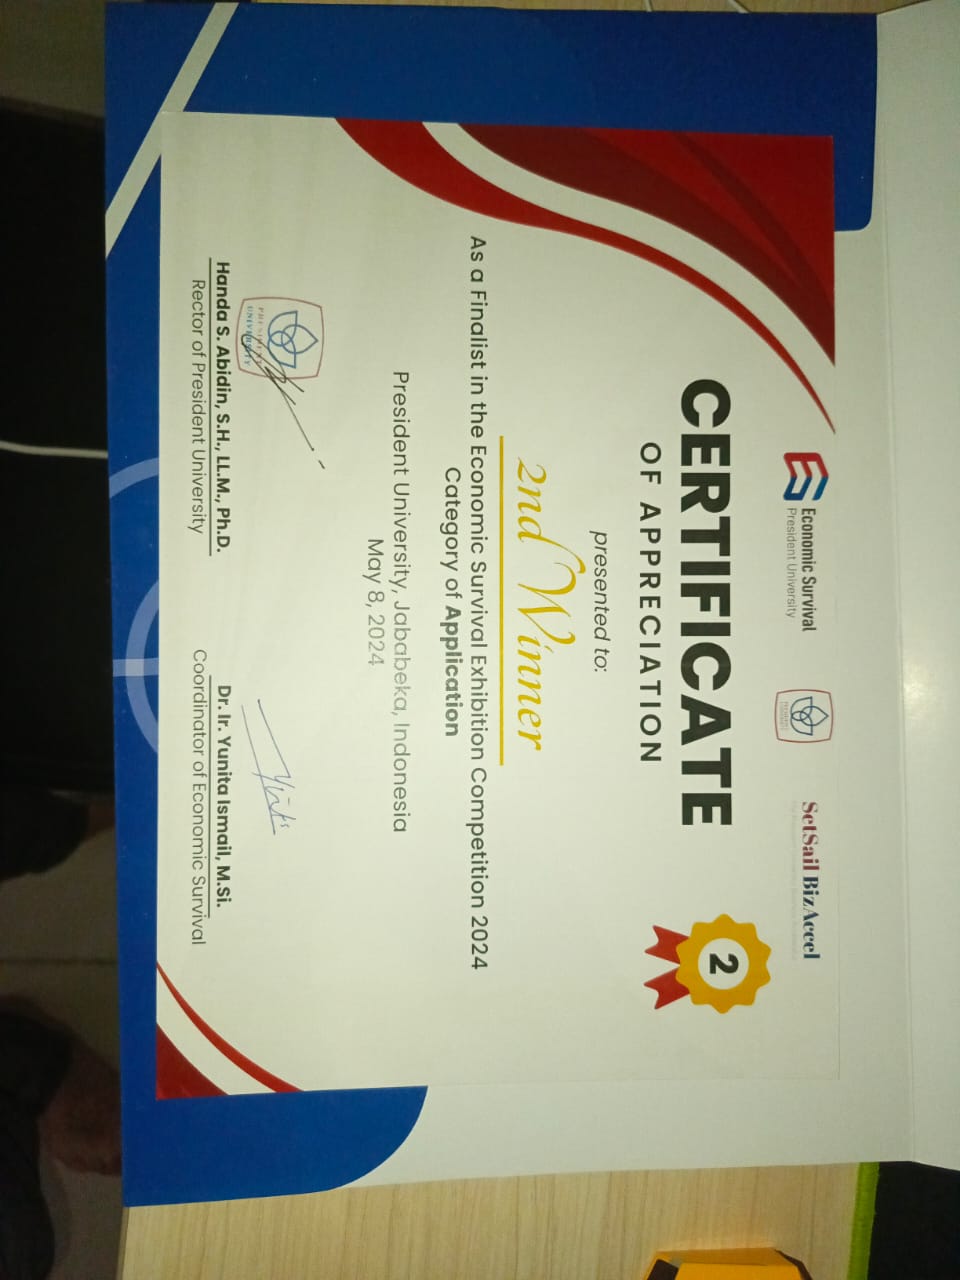 Economic Survival
President University
PRESIDENT
UNIVERSITY
SetSail BizAccel
2
CERTIFICATE
OF APPRECIATION
presented to:
2nd Winner
As a Finalist in the Economic Survival Exhibition Competition 2024
Category of Application
President University, Jababeka, Indonesia
May 8, 2024
PRESIDENT
UNIVERSITY
Handa S. Abidin, S.H., LL.M., Ph.D.
Rector of President University
Dr. Ir. Yunita Ismail, M.Si.
Coordinator of Economic Survival